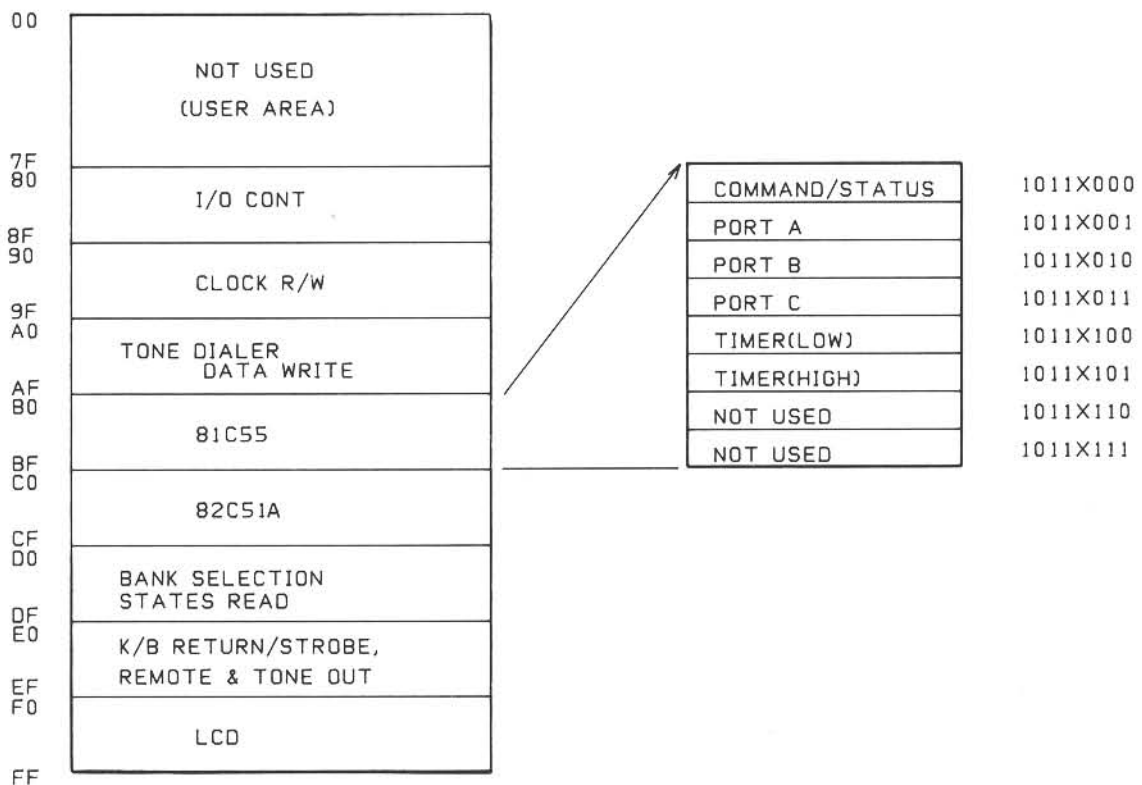 00
NOT USED
(USER AREA)
7F
80
I/O CONT
8F
90
CLOCK R/W
9F
A0
TONE DIALER
DATA WRITE
AF
B0
81C55
BF
C0
82C51A
CF
D0
BANK SELECTION
STATES READ
DF
E0
K/B RETURN/STROBE,
REMOTE & TONE OUT
EF
F0
LCD
FF
COMMAND/STATUS 1011X000
PORT A 1011X001
PORT B 1011X010
PORT C 1011X011
TIMER(LOW) 1011X100
TIMER(HIGH) 1011X101
NOT USED 1011X110
NOT USED 1011X111